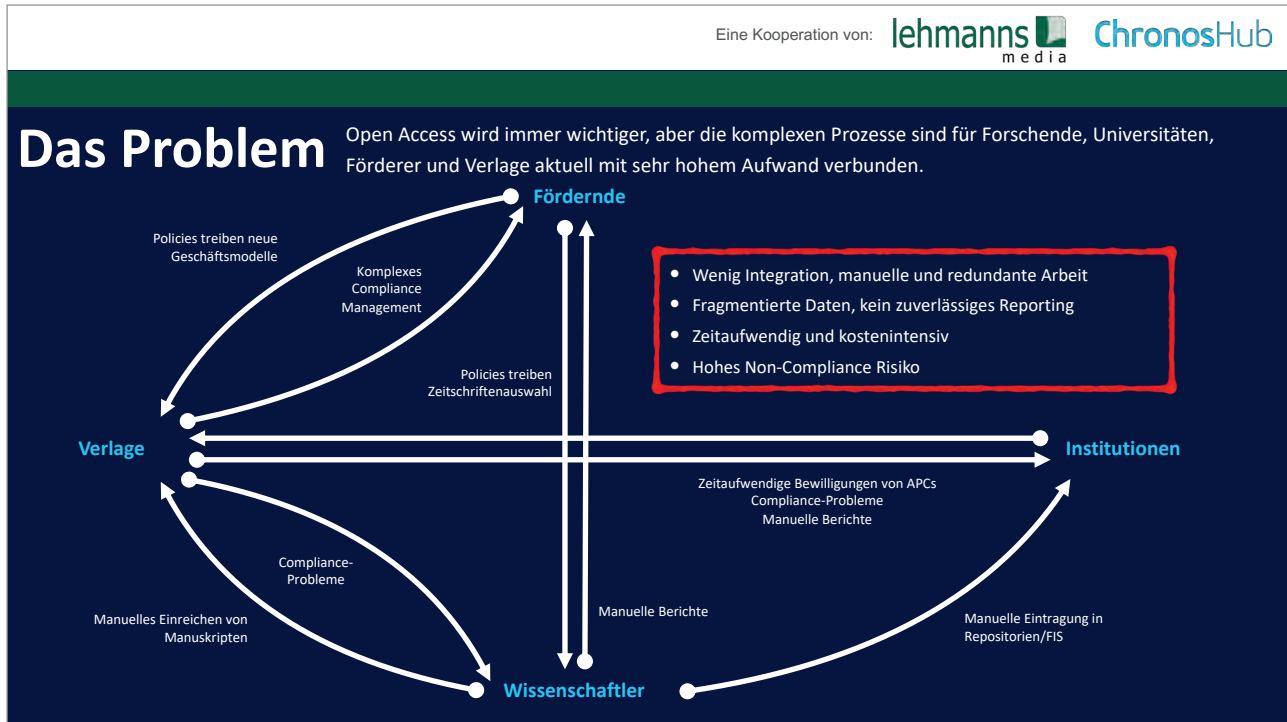 Eine Kooperation von:
lehmanns
media
ChronosHub
Das Problem
Open Access wird immer wichtiger, aber die komplexen Prozesse sind für Forschende, Universitäten,
Förderer und Verlage aktuell mit sehr hohem Aufwand verbunden.
Fördernde
Policies treiben neue
Geschäftsmodelle
Komplexes
Compliance
Management
• Wenig Integration, manuelle und redundante Arbeit
• Fragmentierte Daten, kein zuverlässiges Reporting
• Zeitaufwendig und kostenintensiv
• Hohes Non-Compliance Risiko
Policies treiben
Zeitschriftenauswahl
Verlage
Institutionen
Zeitaufwendige Bewilligungen von APCs
Compliance-Probleme
Manuelle Berichte
Compliance-
Probleme
Manuelles Einreichen von
Manuskripten
Manuelle Berichte
Manuelle Eintragung in
Repositorien/FIS
Wissenschaftler